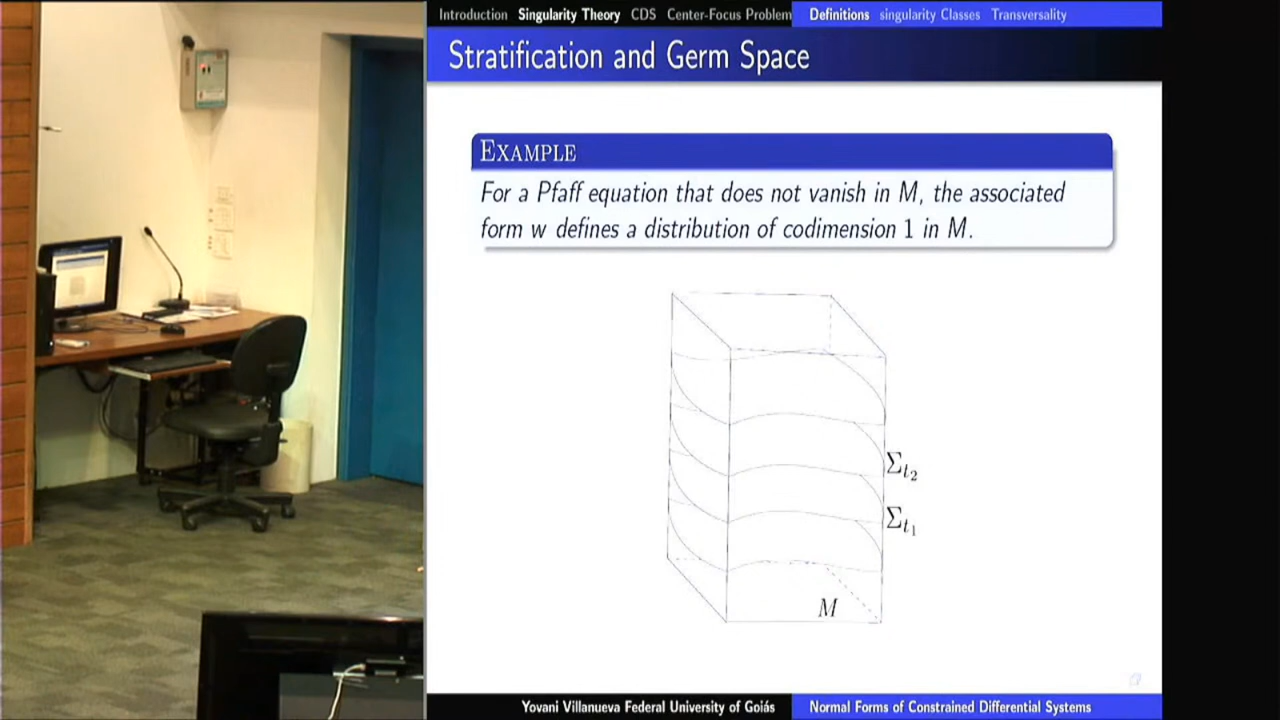 Introduction Singularity Theory CDS Center-Focus Problem Definitions singularity Classes Transversality
Stratification and Germ Space
EXAMPLE
For a Pfaff equation that does not vanish in M, the associated
form w defines a distribution of codimension 1 in M.
Σt₂
Σt₁
M
Yovani Villanueva Federal University of Goiás Normal Forms of Constrained Differential Systems